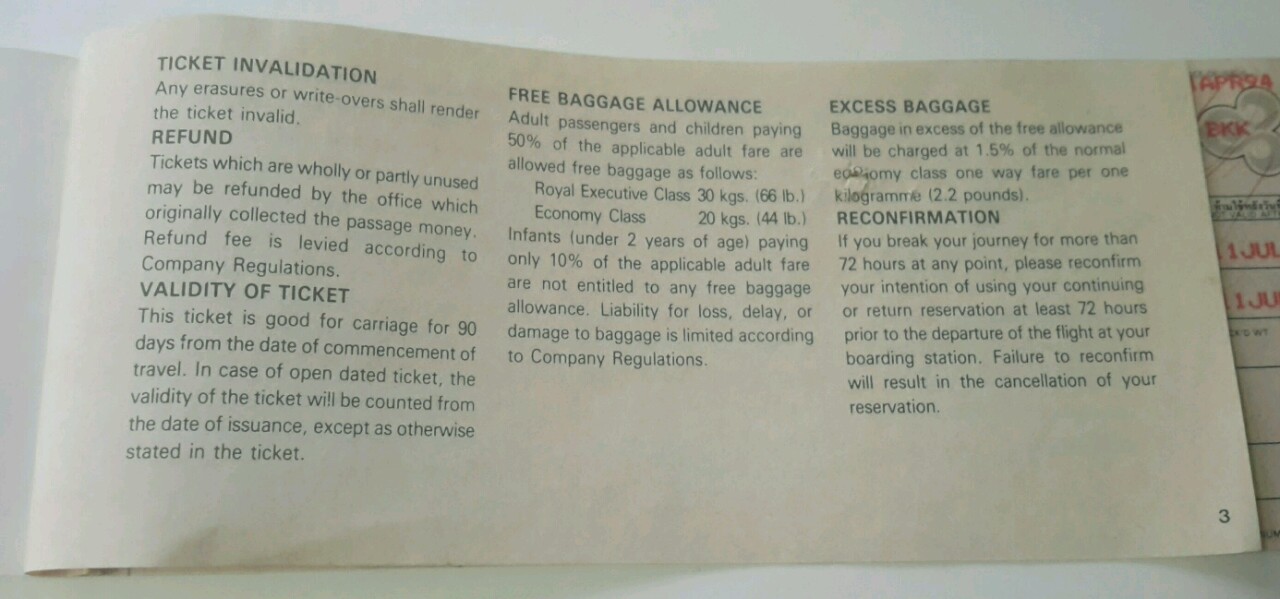 TICKET INVALIDATION
Any erasures or write-overs shall render
the ticket invalid.
REFUND
Tickets which are wholly or partly unused
may be refunded by the office which
originally collected the passage money.
Refund fee is levied according to
Company Regulations.
VALIDITY OF TICKET
This ticket is good for carriage for 90
days from the date of commencement of
travel. In case of open dated ticket, the
validity of the ticket will be counted from
the date of issuance, except as otherwise
stated in the ticket.
FREE BAGGAGE ALLOWANCE
Adult passengers and children paying
50% of the applicable adult fare are
allowed free baggage as follows:
Royal Executive Class 30 kgs. (66 lb.)
Economy Class 20 kgs. (44 lb.)
Infants (under 2 years of age) paying
only 10% of the applicable adult fare
are not entitled to any free baggage
allowance. Liability for loss, delay, or
damage to baggage is limited according
to Company Regulations.
EXCESS BAGGAGE
Baggage in excess of the free allowance
will be charged at 1.5% of the normal
economy class one way fare per one
kilogramme (2.2 pounds).
RECONFIRMATION
If you break your journey for more than
72 hours at any point, please reconfirm
your intention of using your continuing
or return reservation at least 72 hours
prior to the departure of the flight at your
boarding station. Failure to reconfirm
will result in the cancellation of your
reservation.
3
APR94
BKK
1 JUL
1 JU